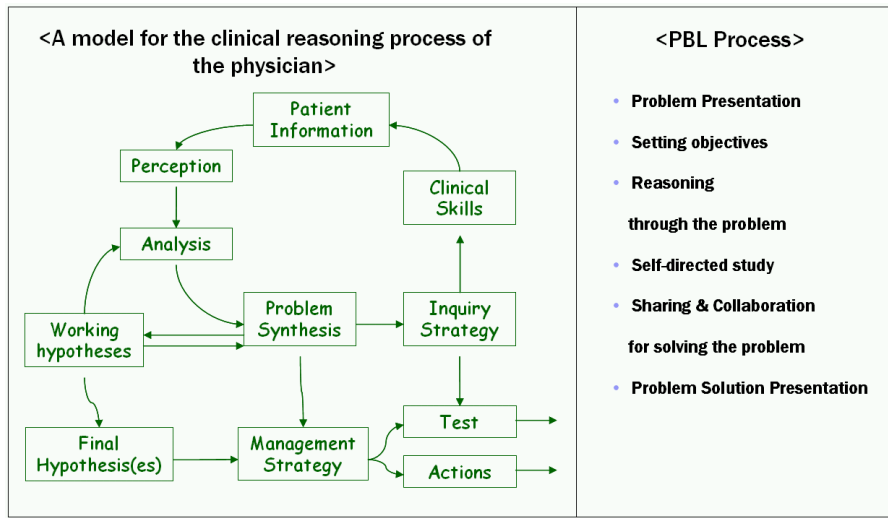 <A model for the clinical reasoning process of
the physician>
Patient
Information
Perception
Clinical
Skills
Analysis
Problem
Synthesis
Inquiry
Strategy
Working
hypotheses
Test
Final
Hypothesis(es)
Management
Strategy
Actions
<PBL Process>
• Problem Presentation
• Setting objectives
• Reasoning
through the problem
• Self-directed study
• Sharing & Collaboration
for solving the problem
• Problem Solution Presentation